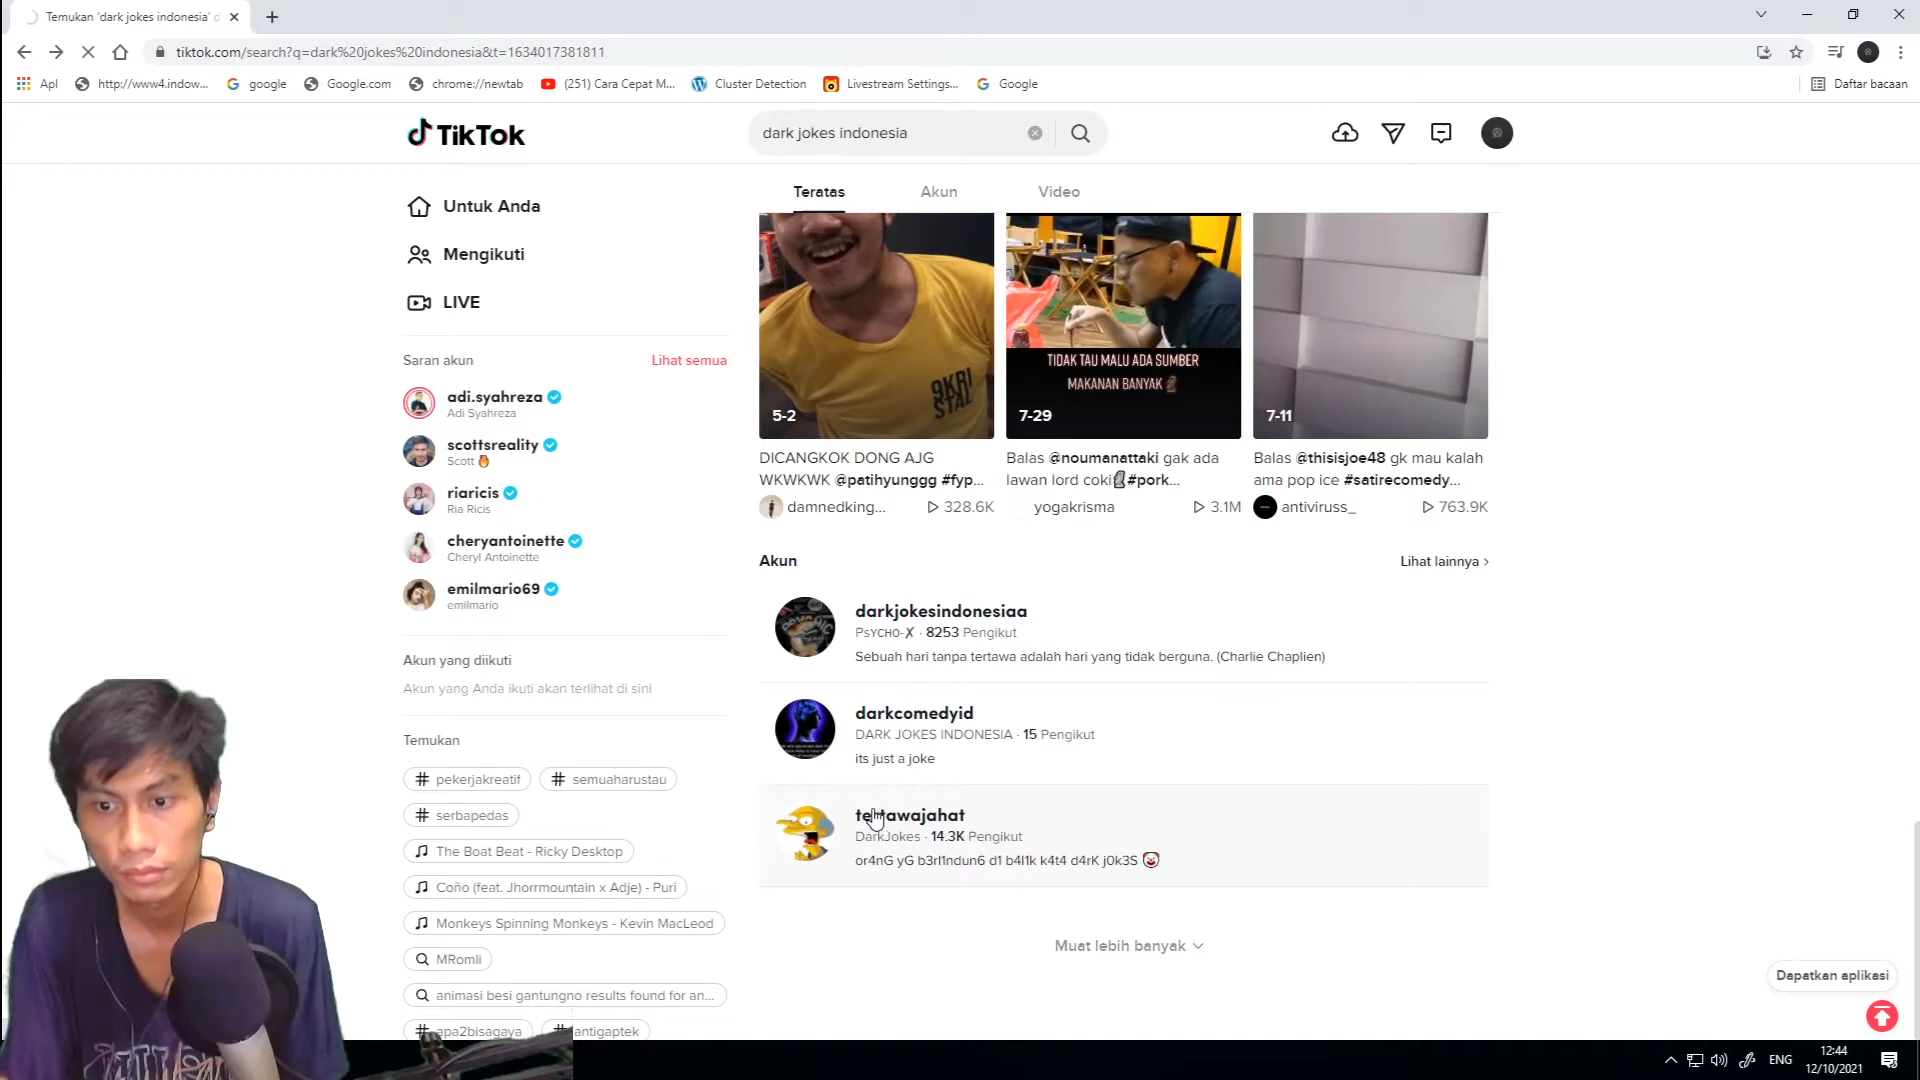 Temukan 'dark jokes indonesia' d
tiktok.com/search?q=dark%20jokes%20indonesia&t=1634017381811
Apl
http://www4.indow...
google
Google.com
chrome://newtab
(251) Cara Cepat M...
Cluster Detection
Livestream Settings...
Google
Daftar bacaan
TikTok
dark jokes indonesia
Untuk Anda
Mengikuti
LIVE
Saran akun
Lihat semua
adi.syahreza
Adi Syahreza
scottsreality
Scott
riaricis
Ria Ricis
cheryantoinette
Cheryl Antoinette
emilmario69
emilmario
Akun yang diikuti
Akun yang Anda ikuti akan terlihat di sini
Temukan
# pekerjakreatif
# semuaharustau
# serbapedas
The Boat Beat - Ricky Desktop
Coño (feat. Jhorrmountain x Adje) - Puri
Monkeys Spinning Monkeys - Kevin MacLeod
MRomli
animasi besi gantungno results found for an...
# apa2bisagaya
# antigaptek
Teratas
Akun
Video
9KRI
STAL
5-2
TIDAK TAU MALU ADA SUMBER
MAKANAN BANYAK
7-29
7-11
DICANGKOK DONG AJG
WKWKWK @patihyunggg #fyp...
damnedking...
328.6K
Balas @noumanattaki gak ada
lawan lord coki🗿#pork...
yogakrisma
3.1M
Balas @thisisjoe48 gk mau kalah
ama pop ice #satirecomedy...
antiviruss_
763.9K
Akun
Lihat lainnya >
darkjokesindonesiaa
PSYCHO-X · 8253 Pengikut
Sebuah hari tanpa tertawa adalah hari yang tidak berguna. (Charlie Chaplien)
darkcomedyid
DARK JOKES INDONESIA · 15 Pengikut
its just a joke
tertawajahat
DarkJokes · 14.3K Pengikut
or4nG yG b3rl1ndun6 d1 b4l1k k4t4 d4rK j0k3S 🤡
Muat lebih banyak
Dapatkan aplikasi
ENG
12:44
12/10/2021